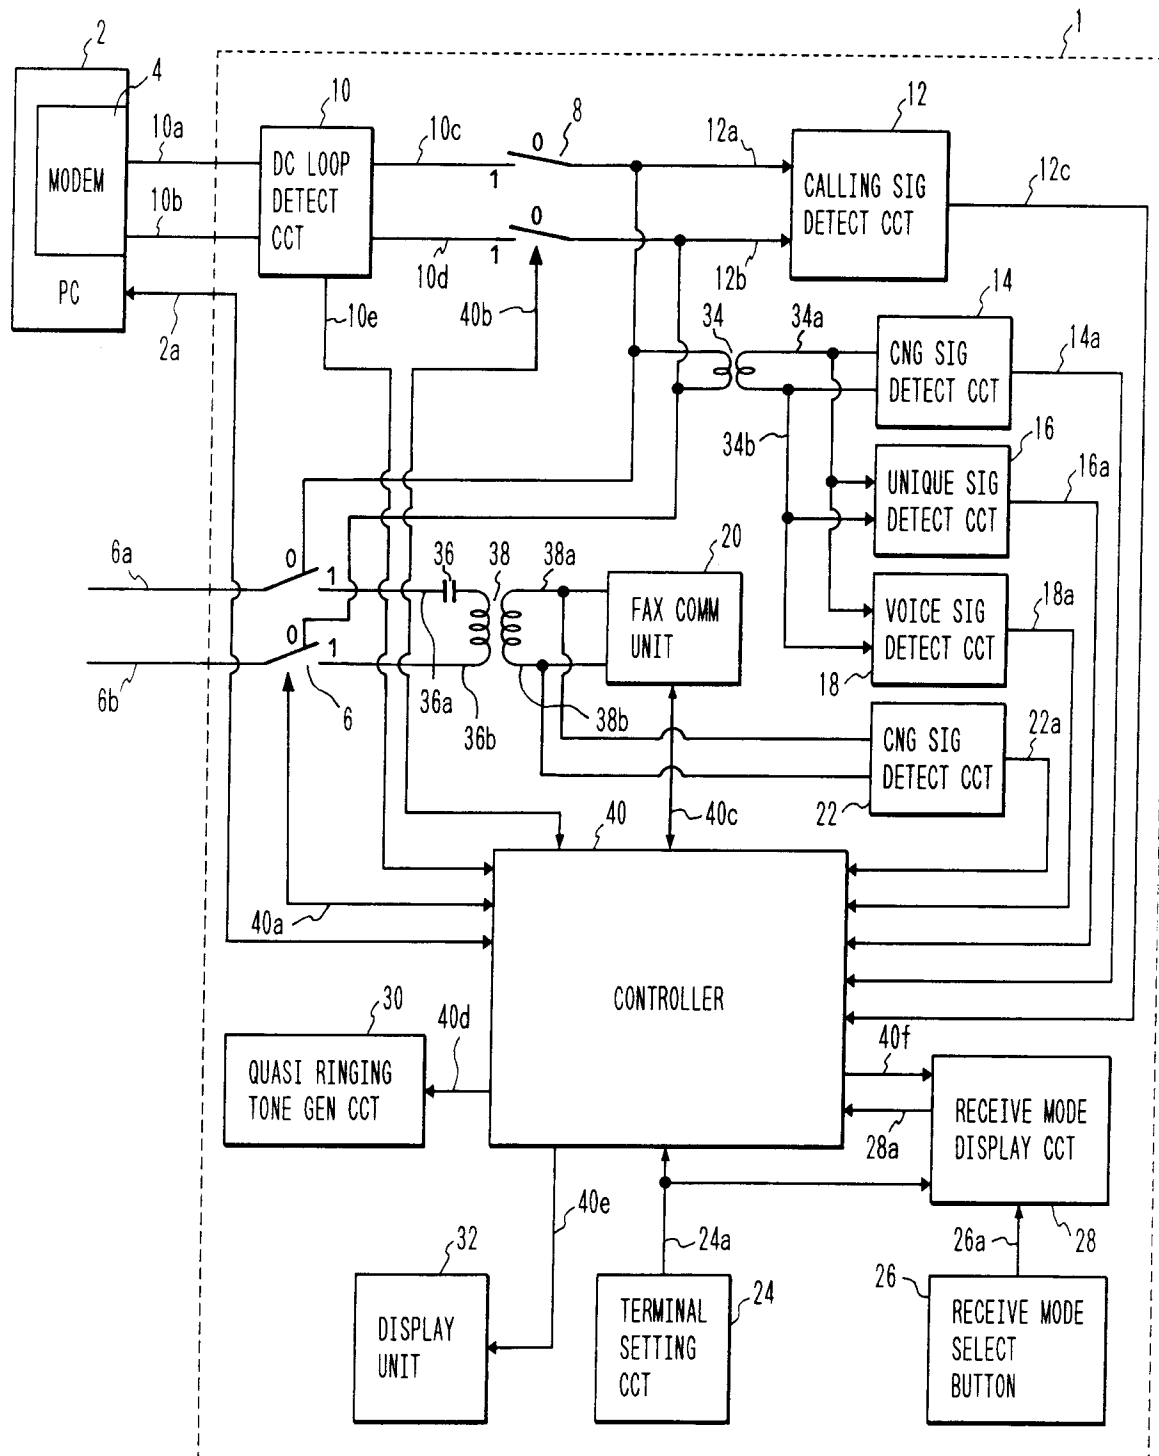 1
2
4
MODEM
PC
10a
10b
2a
10
DC LOOP
DETECT
CCT
10c
10d
10e
0
1
0
1
8
40b
12a
12b
12
CALLING SIG
DETECT CCT
12c
34
34a
34b
14
CNG SIG
DETECT CCT
14a
16
UNIQUE SIG
DETECT CCT
16a
VOICE SIG
DETECT CCT
18
18a
6a
6b
0
1
0
1
6
36
38
38a
36a
36b
38b
20
FAX COMM
UNIT
CNG SIG
DETECT CCT
22
22a
40c
40
40a
CONTROLLER
30
QUASI RINGING
TONE GEN CCT
40d
40f
28a
RECEIVE MODE
DISPLAY CCT
28
40e
24a
26a
32
DISPLAY
UNIT
TERMINAL
SETTING
CCT
24
26
RECEIVE MODE
SELECT
BUTTON